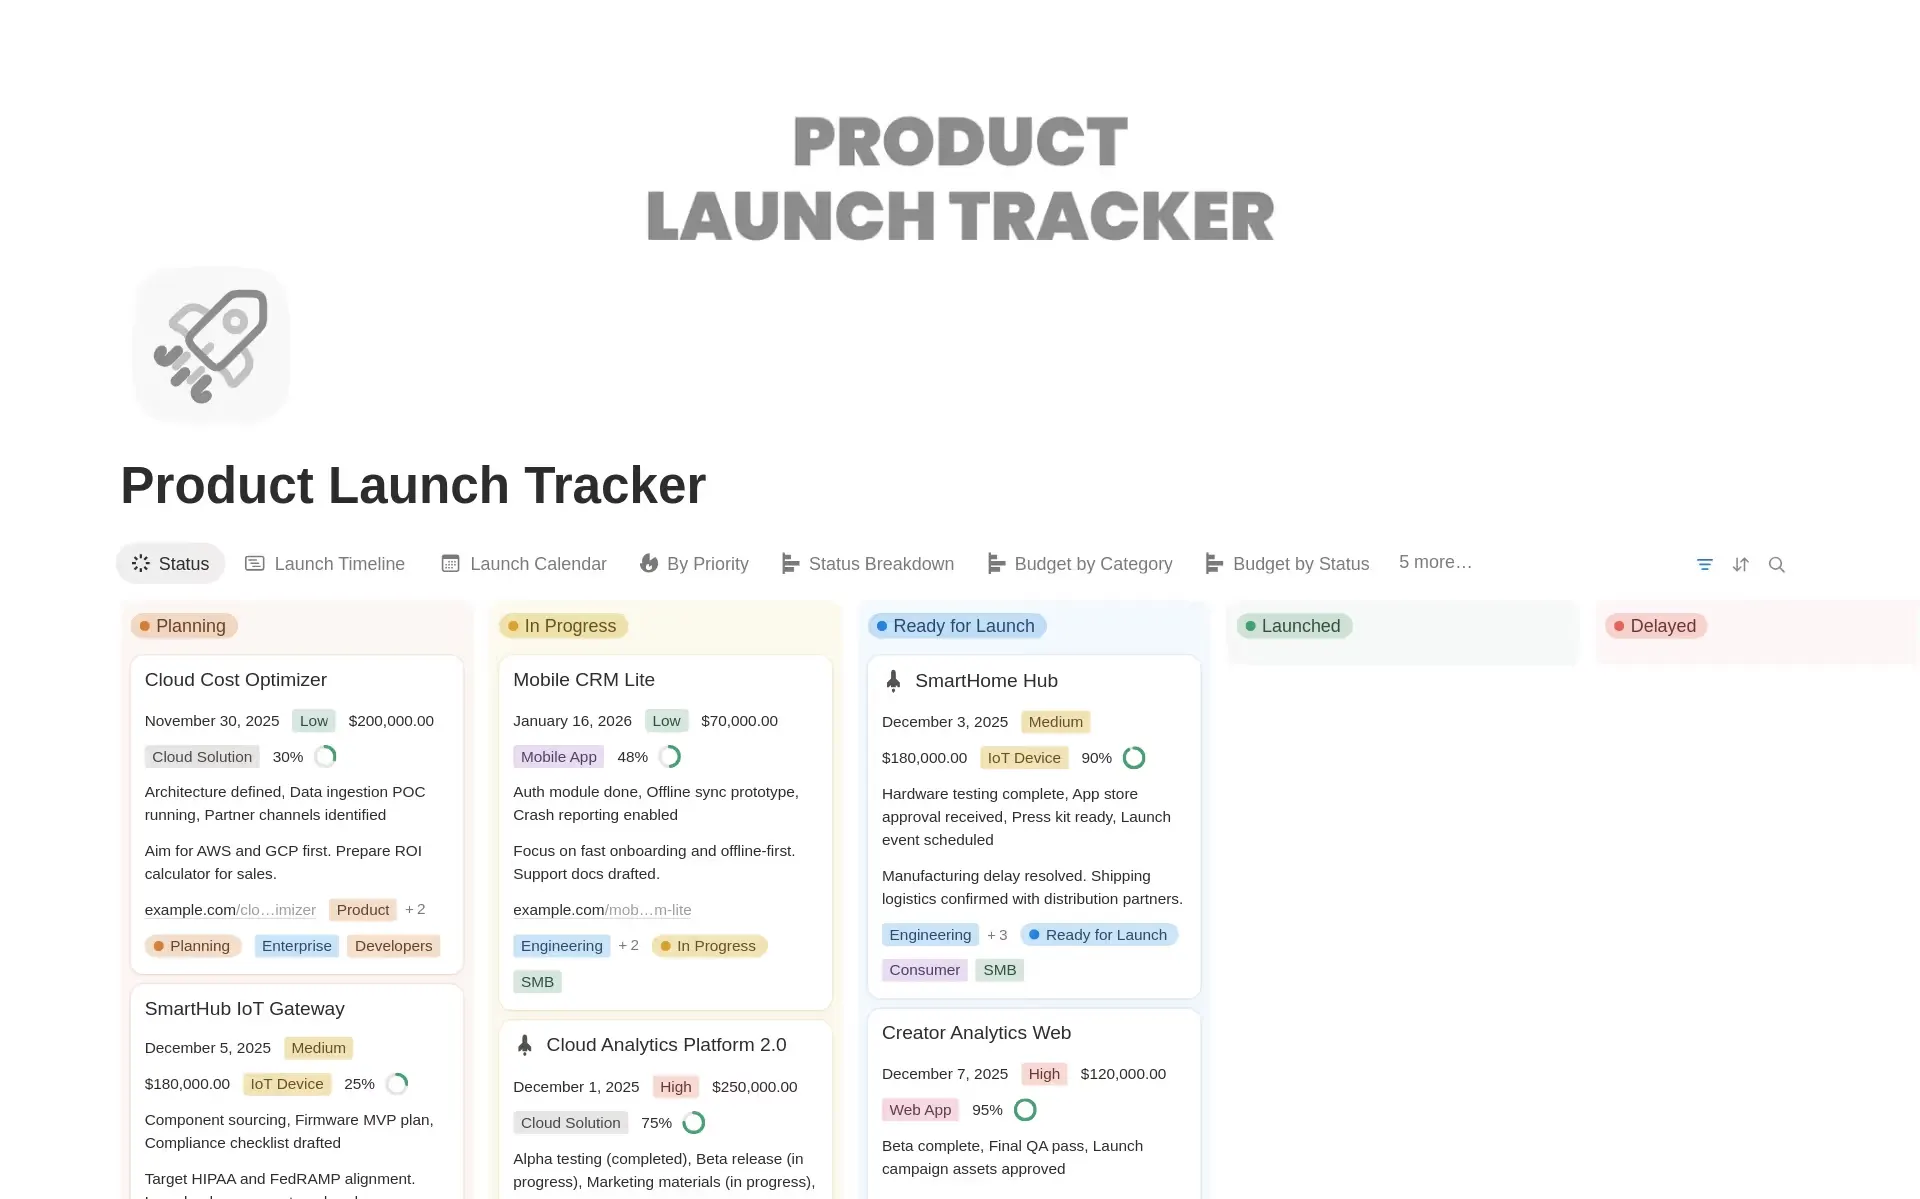 PRODUCT
LAUNCH TRACKER
Product Launch Tracker
Status Launch Timeline Launch Calendar By Priority Status Breakdown Budget by Category Budget by Status 5 more…
Planning
Cloud Cost Optimizer
November 30, 2025 Low $200,000.00
Cloud Solution 30%
Architecture defined, Data ingestion POC
running, Partner channels identified
Aim for AWS and GCP first. Prepare ROI
calculator for sales.
example.com/clo…imizer Product +2
Planning Enterprise Developers
SmartHub IoT Gateway
December 5, 2025 Medium
$180,000.00 IoT Device 25%
Component sourcing, Firmware MVP plan,
Compliance checklist drafted
Target HIPAA and FedRAMP alignment.
In Progress
Mobile CRM Lite
January 16, 2026 Low $70,000.00
Mobile App 48%
Auth module done, Offline sync prototype,
Crash reporting enabled
Focus on fast onboarding and offline-first.
Support docs drafted.
example.com/mob…m-lite
Engineering +2 In Progress
SMB
Cloud Analytics Platform 2.0
December 1, 2025 High $250,000.00
Cloud Solution 75%
Alpha testing (completed), Beta release (in
progress), Marketing materials (in progress),
Ready for Launch
SmartHome Hub
December 3, 2025 Medium
$180,000.00 IoT Device 90%
Hardware testing complete, App store
approval received, Press kit ready, Launch
event scheduled
Manufacturing delay resolved. Shipping
logistics confirmed with distribution partners.
Engineering +3 Ready for Launch
Consumer SMB
Creator Analytics Web
December 7, 2025 High $120,000.00
Web App 95%
Beta complete, Final QA pass, Launch
campaign assets approved
Launched
Delayed